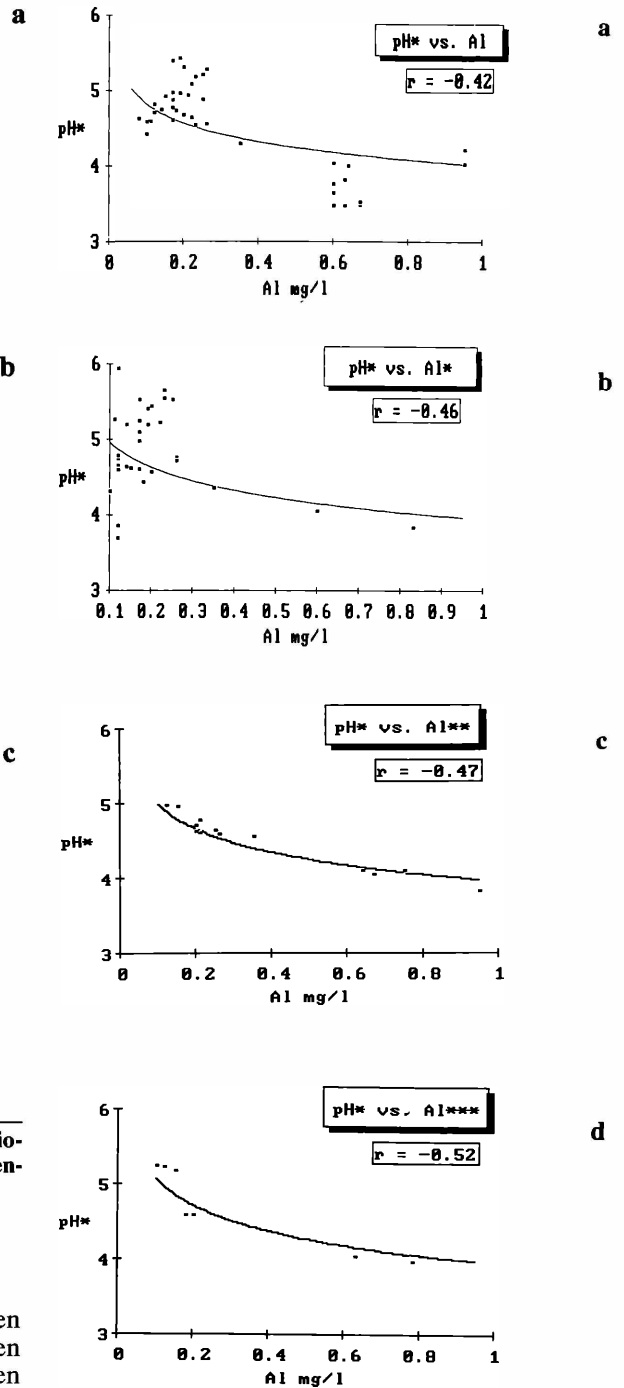 a
a
6
pH* vs. Al
r = -0.42
5
pH*
4
3
0 0.2 0.4 0.6 0.8 1
Al mg/l
b
b
6
pH* vs. Al*
r = -0.46
5
pH*
4
3
0.1 0.2 0.3 0.4 0.5 0.6 0.7 0.8 0.9 1
Al mg/l
c
c
6
pH* vs. Al**
r = -0.47
5
pH*
4
3
0 0.2 0.4 0.6 0.8 1
Al mg/l
d
6
pH* vs. Al***
r = -0.52
io-
en-
5
pH*
4
3
0 0.2 0.4 0.6 0.8 1
Al mg/l
en
en
en